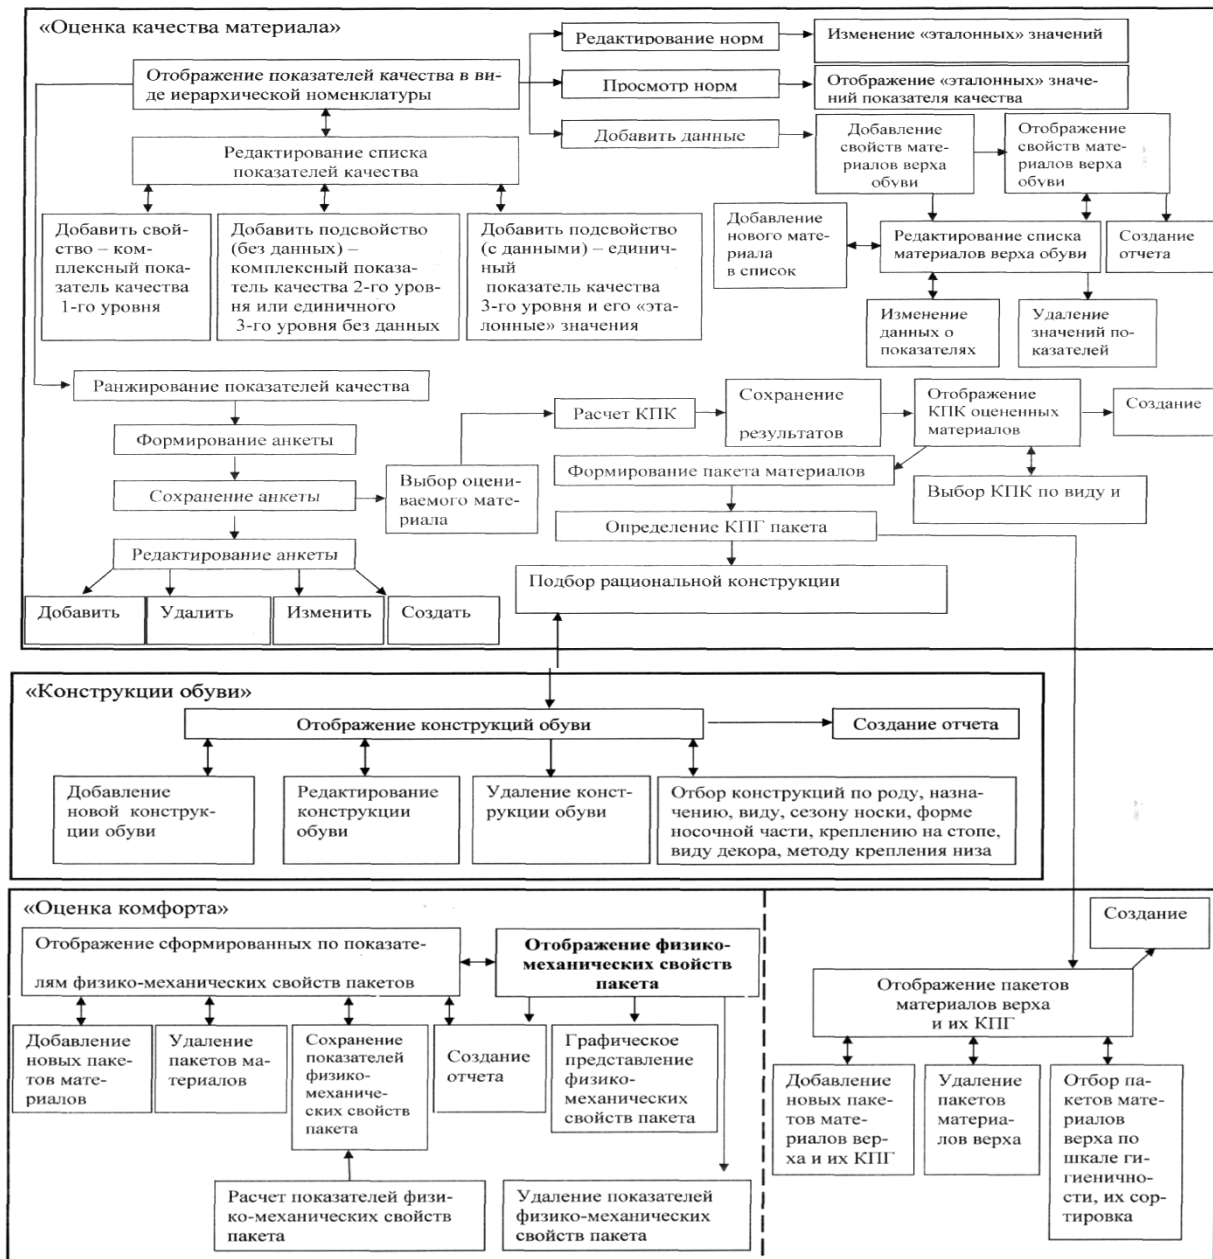 «Оценка качества материала»
Редактирование норм
Изменение «эталонных» значений
Отображение показателей качества в ви-
де иерархической номенклатуры
Просмотр норм
Отображение «эталонных» значе-
ний показателя качества
Добавить данные
Добавление
свойств мате-
риалов верха
обуви
Отображение
свойств мате-
риалов верха
обуви
Редактирование списка
показателей качества
Добавить свой-
ство – ком-
плексный пока-
затель качества
1-го уровня
Добавить подсвойство
(без данных) –
комплексный показа-
тель качества 2-го уров-
ня или единичного
3-го уровня без данных
Добавить подсвойство
(с данными) – единич-
ный
показатель качества
3-го уровня и его «эта-
лонные» значения
Добавление
нового мате-
риала
в список
Редактирование списка
материалов верха обуви
Создание
отчета
Изменение
данных о
показателях
Удаление
значений по-
казателей
Ранжирование показателей качества
Формирование анкеты
Сохранение анкеты
Выбор оцени-
ваемого мате-
риала
Расчет КПК
Сохранение
результатов
Отображение
КПК оцененных
материалов
Создание
Формирование пакета материалов
Выбор КПК по виду и
Определение КПГ пакета
Редактирование анкеты
Подбор рациональной конструкции
Добавить
Удалить
Изменить
Создать
«Конструкции обуви»
Отображение конструкций обуви
Создание отчета
Добавление
новой конструк-
ции обуви
Редактирование
конструкции
обуви
Удаление конст-
рукции обуви
Отбор конструкций по роду, назна-
чению, виду, сезону носки, форме
носочной части, креплению на стопе,
виду декора, методу крепления низа
«Оценка комфорта»
Отображение сформированных по показате-
лям физико-механических свойств пакетов
Отображение физико-
механических свойств
пакета
Создание
Отображение пакетов
материалов верха
и их КПГ
Добавление
новых паке-
тов мате-
риалов
Удаление
пакетов ма-
териалов
Сохранение
показателей
физико-
механиче-
ских свойств
пакета
Создание
отчета
Графическое
представление
физико-
механических
свойств пакета
Добавление
новых паке-
тов мате-
риалов вер-
ха и их КПГ
Удаление
пакетов
материа-
лов верха
Отбор па-
кетов мате-
риалов
верха по
шкале ги-
гиенично-
сти, их сор-
тировка
Расчет показателей физи-
ко-механических свойств
пакета
Удаление показателей
физико-механических
свойств пакета